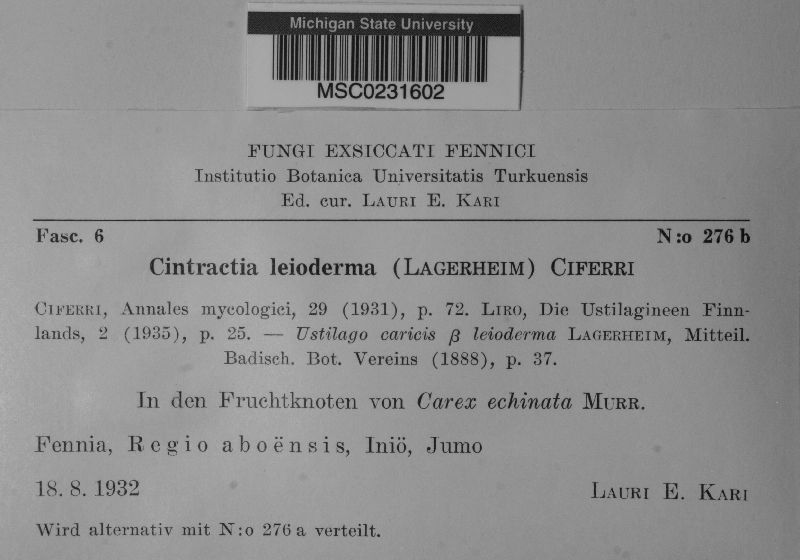 Michigan State University
MSC0231602
FUNGI EXSICCATI FENNICI
Institutio Botanica Universitatis Turkuensis
Ed. cur. LAURI E. KARI
Fasc. 6 N:o 276 b
Cintractia leioderma (LAGERHEIM) CIFERRI
CIFERRI, Annales mycologici, 29 (1931), p. 72. LIRO, Die Ustilagineen Finn-
lands, 2 (1935), p. 25. — Ustilago caricis β leioderma LAGERHEIM, Mitteil.
Badisch. Bot. Vereins (1888), p. 37.
In den Fruchtknoten von Carex echinata MURR.
Fennia, Regio aboënsis, Iniö, Jumo
18. 8. 1932 LAURI E. KARI
Wird alternativ mit N:o 276 a verteilt.